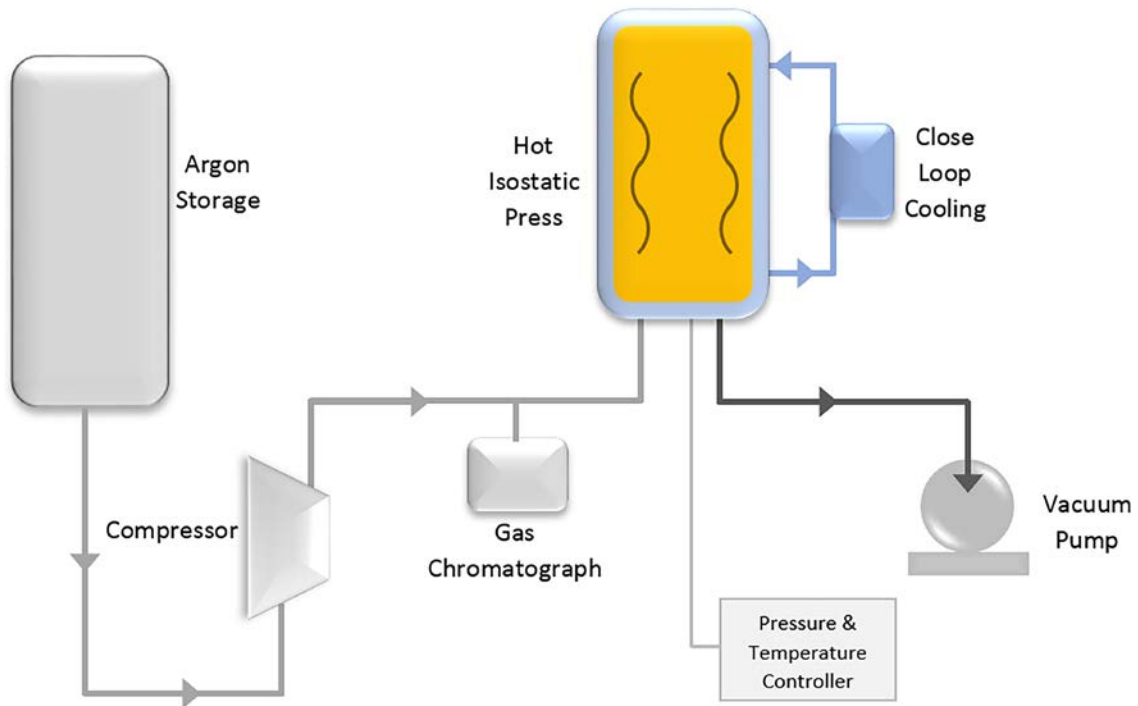 Argon
Storage
Hot
Isostatic
Press
Close
Loop
Cooling
Compressor
Gas
Chromatograph
Vacuum
Pump
Pressure &
Temperature
Controller